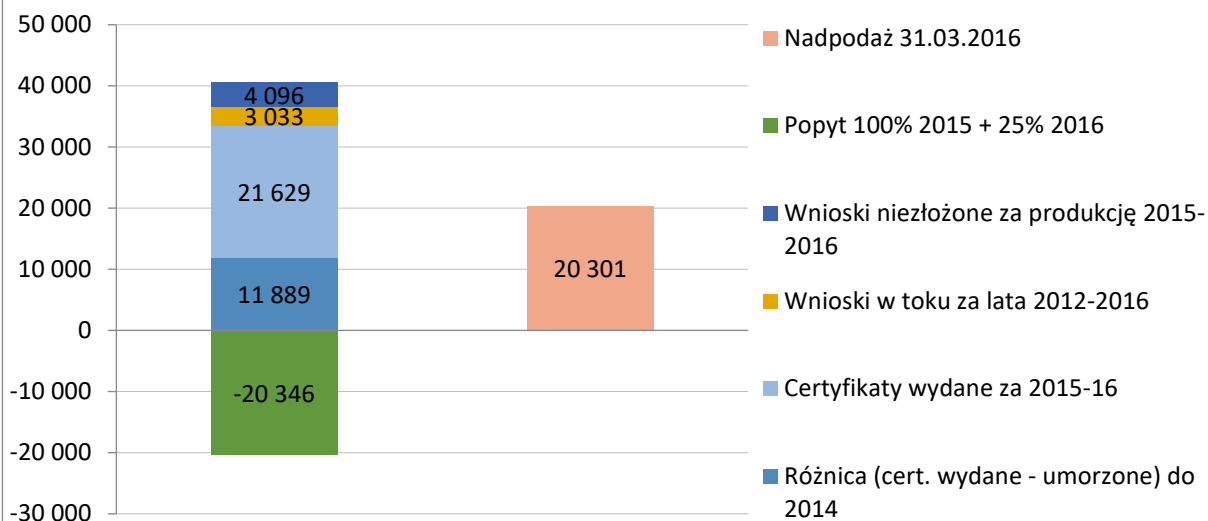 50 000
40 000
30 000
20 000
10 000
0
-10 000
-20 000
-30 000
4 096
3 033
21 629
11 889
-20 346
20 301
Nadpodaż 31.03.2016
Popyt 100% 2015 + 25% 2016
Wnioski niezłożone za produkcję 2015-
2016
Wnioski w toku za lata 2012-2016
Certyfikaty wydane za 2015-16
Różnica (cert. wydane - umorzone) do
2014